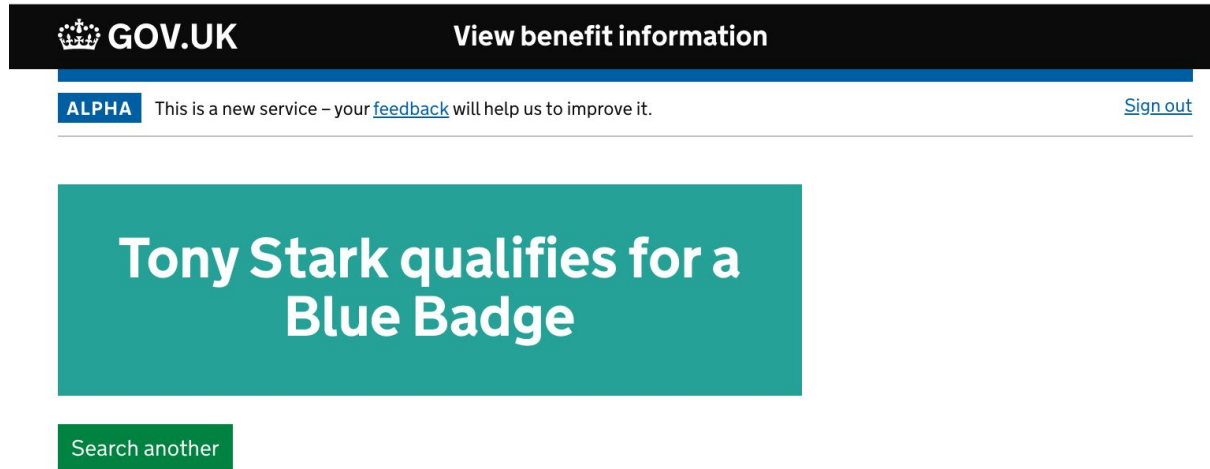 GOV.UK View benefit information
ALPHA This is a new service – your feedback will help us to improve it. Sign out
Tony Stark qualifies for a
Blue Badge
Search another